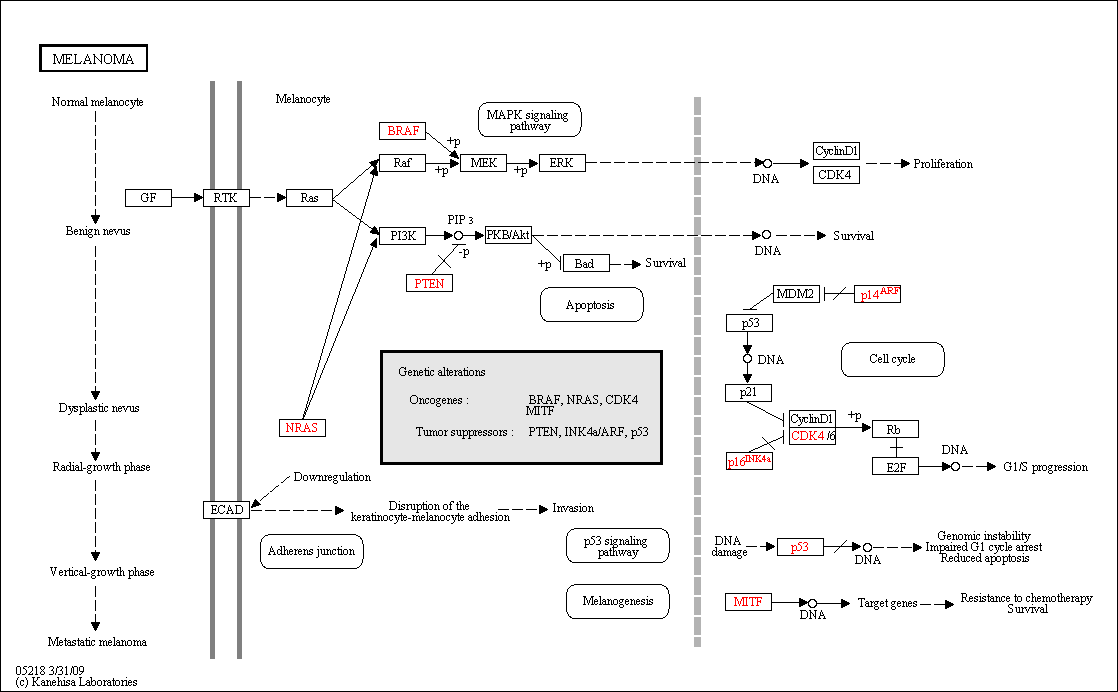 MELANOMA
Normal melanocyte
Melanocyte
MAPK signaling
pathway
BRAF
+p
Raf
+p
MEK
+p
ERK
DNA
CyclinD1
CDK4
Proliferation
GF
RTK
Ras
Benign nevus
PI3K
PIP3
-p
PKB/Akt
DNA
Survival
PTEN
+p
Bad
Survival
Apoptosis
MDM2
p14ARF
p53
DNA
Cell cycle
p21
Genetic alterations
Oncogenes : BRAF, NRAS, CDK4
MITF
Tumor suppressors : PTEN, INK4a/ARF, p53
Dysplastic nevus
NRAS
CyclinD1
CDK4/6
+p
Rb
p16INK4a
E2F
DNA
G1/S progression
Radial-growth phase
Downregulation
ECAD
Disruption of the
keratinocyte-melanocyte adhesion
Invasion
Adherens junction
p53 signaling
pathway
DNA
damage
p53
DNA
Genomic instability
Impaired G1 cycle arrest
Reduced apoptosis
Vertical-growth phase
Melanogenesis
MITF
DNA
Target genes
Resistance to chemotherapy
Survival
Metastatic melanoma
05218 3/31/09
(c) Kanehisa Laboratories